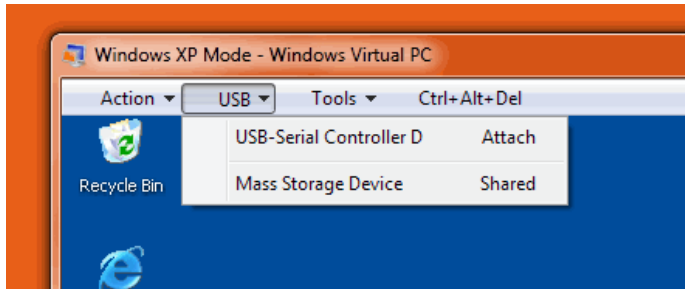 Windows XP Mode - Windows Virtual PC
Action USB Tools Ctrl+Alt+Del
USB-Serial Controller D Attach
Mass Storage Device Shared
Recycle Bin